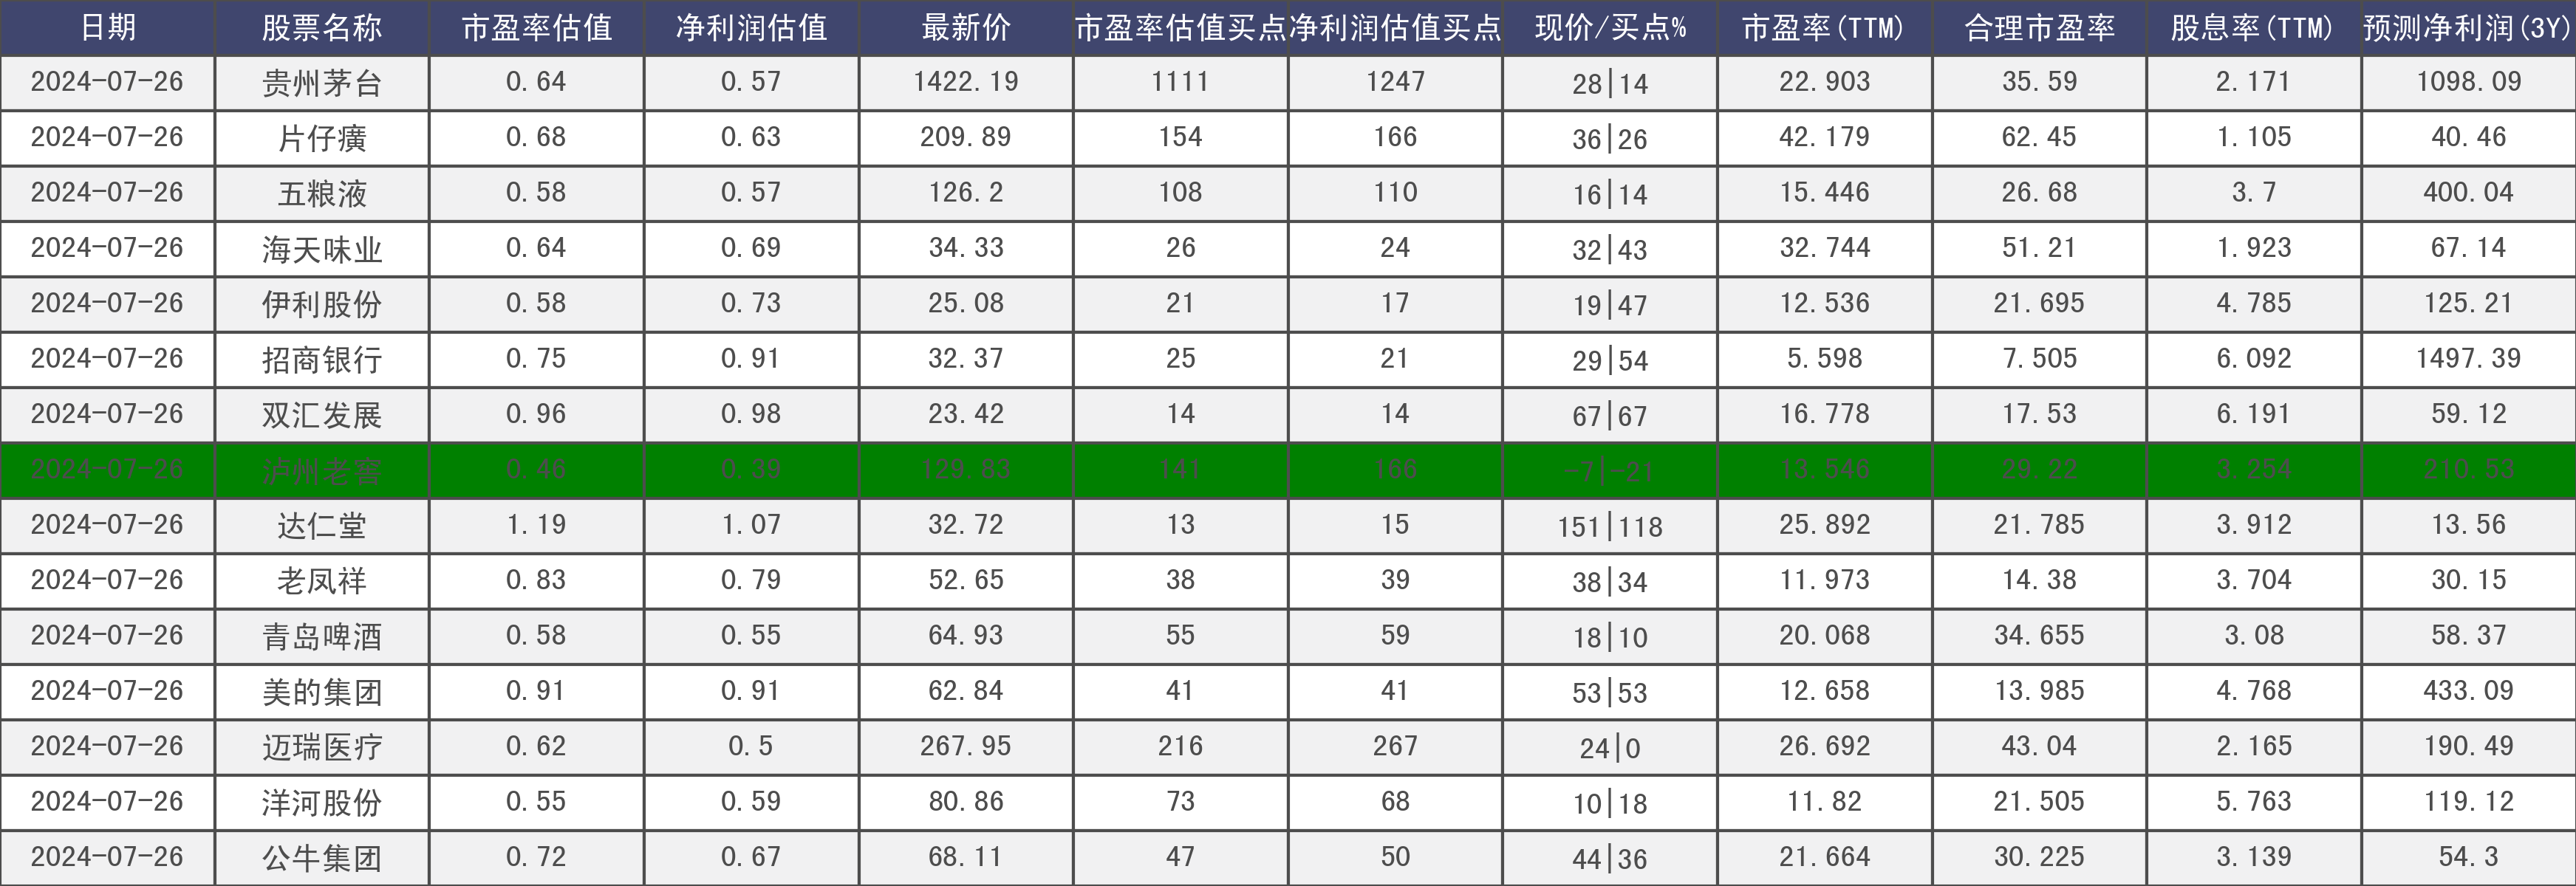 日期 股票名称 市盈率估值 净利润估值 最新价 市盈率估值买点 净利润估值买点 现价/买点% 市盈率(TTM) 合理市盈率 股息率(TTM) 预测净利润(3Y)
2024-07-26 贵州茅台 0.64 0.57 1422.19 1111 1247 28|14 22.903 35.59 2.171 1098.09
2024-07-26 片仔癀 0.68 0.63 209.89 154 166 36|26 42.179 62.45 1.105 40.46
2024-07-26 五粮液 0.58 0.57 126.2 108 110 16|14 15.446 26.68 3.7 400.04
2024-07-26 海天味业 0.64 0.69 34.33 26 24 32|43 32.744 51.21 1.923 67.14
2024-07-26 伊利股份 0.58 0.73 25.08 21 17 19|47 12.536 21.695 4.785 125.21
2024-07-26 招商银行 0.75 0.91 32.37 25 21 29|54 5.598 7.505 6.092 1497.39
2024-07-26 双汇发展 0.96 0.98 23.42 14 14 67|67 16.778 17.53 6.191 59.12
2024-07-26 泸州老窖 0.46 0.39 129.83 141 166 -7|-21 13.546 29.22 3.254 210.53
2024-07-26 达仁堂 1.19 1.07 32.72 13 15 151|118 25.892 21.785 3.912 13.56
2024-07-26 老凤祥 0.83 0.79 52.65 38 39 38|34 11.973 14.38 3.704 30.15
2024-07-26 青岛啤酒 0.58 0.55 64.93 55 59 18|10 20.068 34.655 3.08 58.37
2024-07-26 美的集团 0.91 0.91 62.84 41 41 53|53 12.658 13.985 4.768 433.09
2024-07-26 迈瑞医疗 0.62 0.5 267.95 216 267 24|0 26.692 43.04 2.165 190.49
2024-07-26 洋河股份 0.55 0.59 80.86 73 68 10|18 11.82 21.505 5.763 119.12
2024-07-26 公牛集团 0.72 0.67 68.11 47 50 44|36 21.664 30.225 3.139 54.3